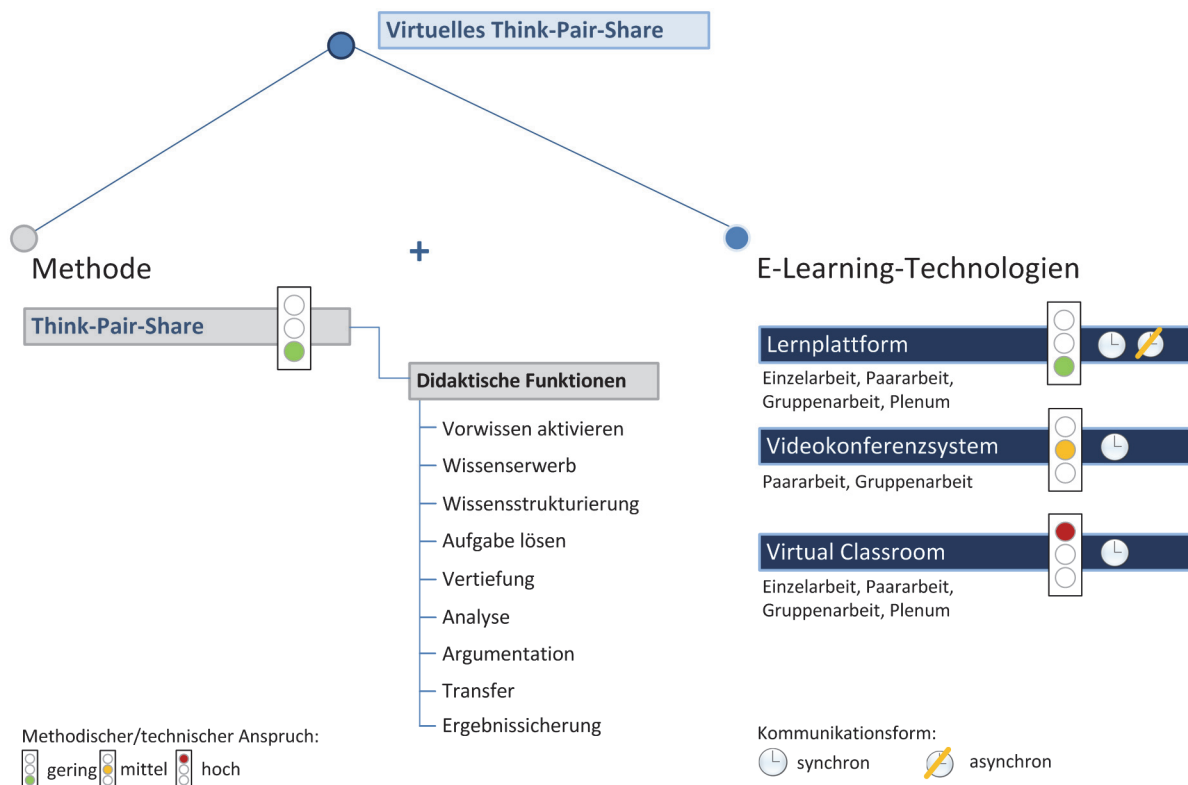 Virtuelles Think-Pair-Share
Methode
+
E-Learning-Technologien
Think-Pair-Share
Didaktische Funktionen
Vorwissen aktivieren
Wissenserwerb
Wissensstrukturierung
Aufgabe lösen
Vertiefung
Analyse
Argumentation
Transfer
Ergebnissicherung
Lernplattform
Einzelarbeit, Paararbeit,
Gruppenarbeit, Plenum
Videokonferenzsystem
Paararbeit, Gruppenarbeit
Virtual Classroom
Einzelarbeit, Paararbeit,
Gruppenarbeit, Plenum
Methodischer/technischer Anspruch:
gering mittel hoch
Kommunikationsform:
synchron asynchron